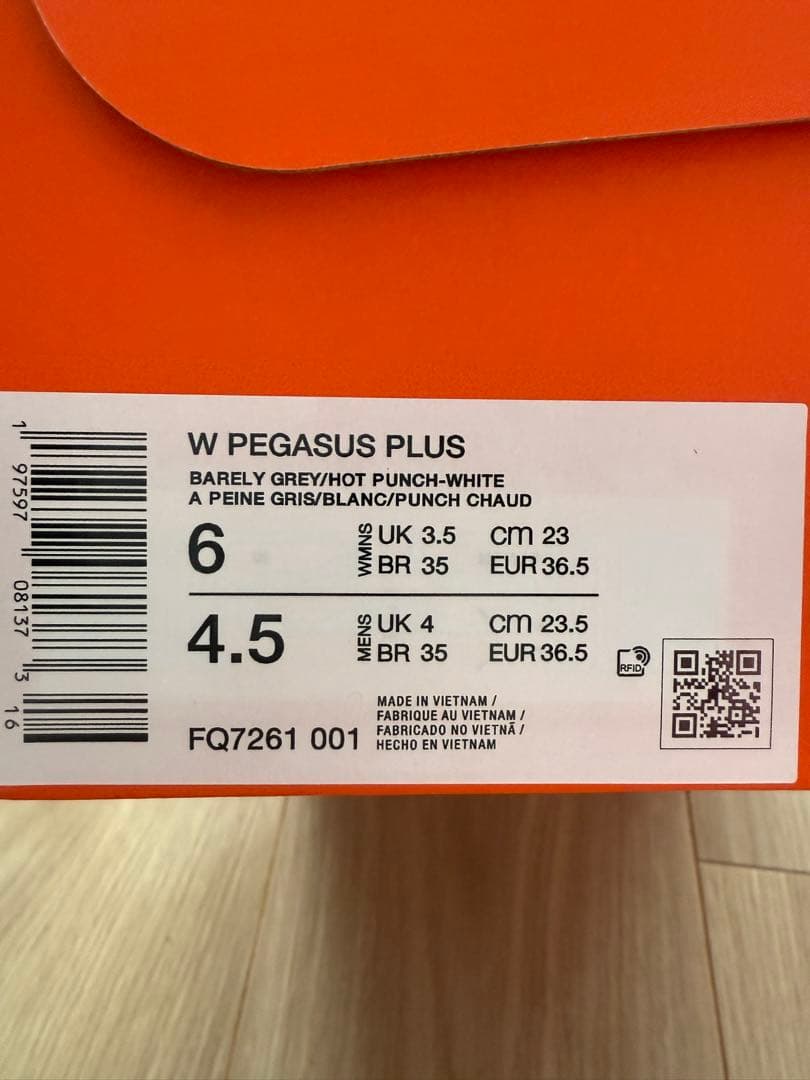 W PEGASUS PLUS
BARELY GREY/HOT PUNCH-WHITE
A PEINE GRIS/BLANC/PUNCH CHAUD
6
WMNS
UK 3.5 cm 23
BR 35 EUR 36.5
4.5
MENS
UK 4 cm 23.5
BR 35 EUR 36.5
RFID
FQ7261 001
MADE IN VIETNAM /
FABRIQUE AU VIETNAM /
FABRICADO NO VIETNÃ /
HECHO EN VIETNAM
1 97597 08137 3 16